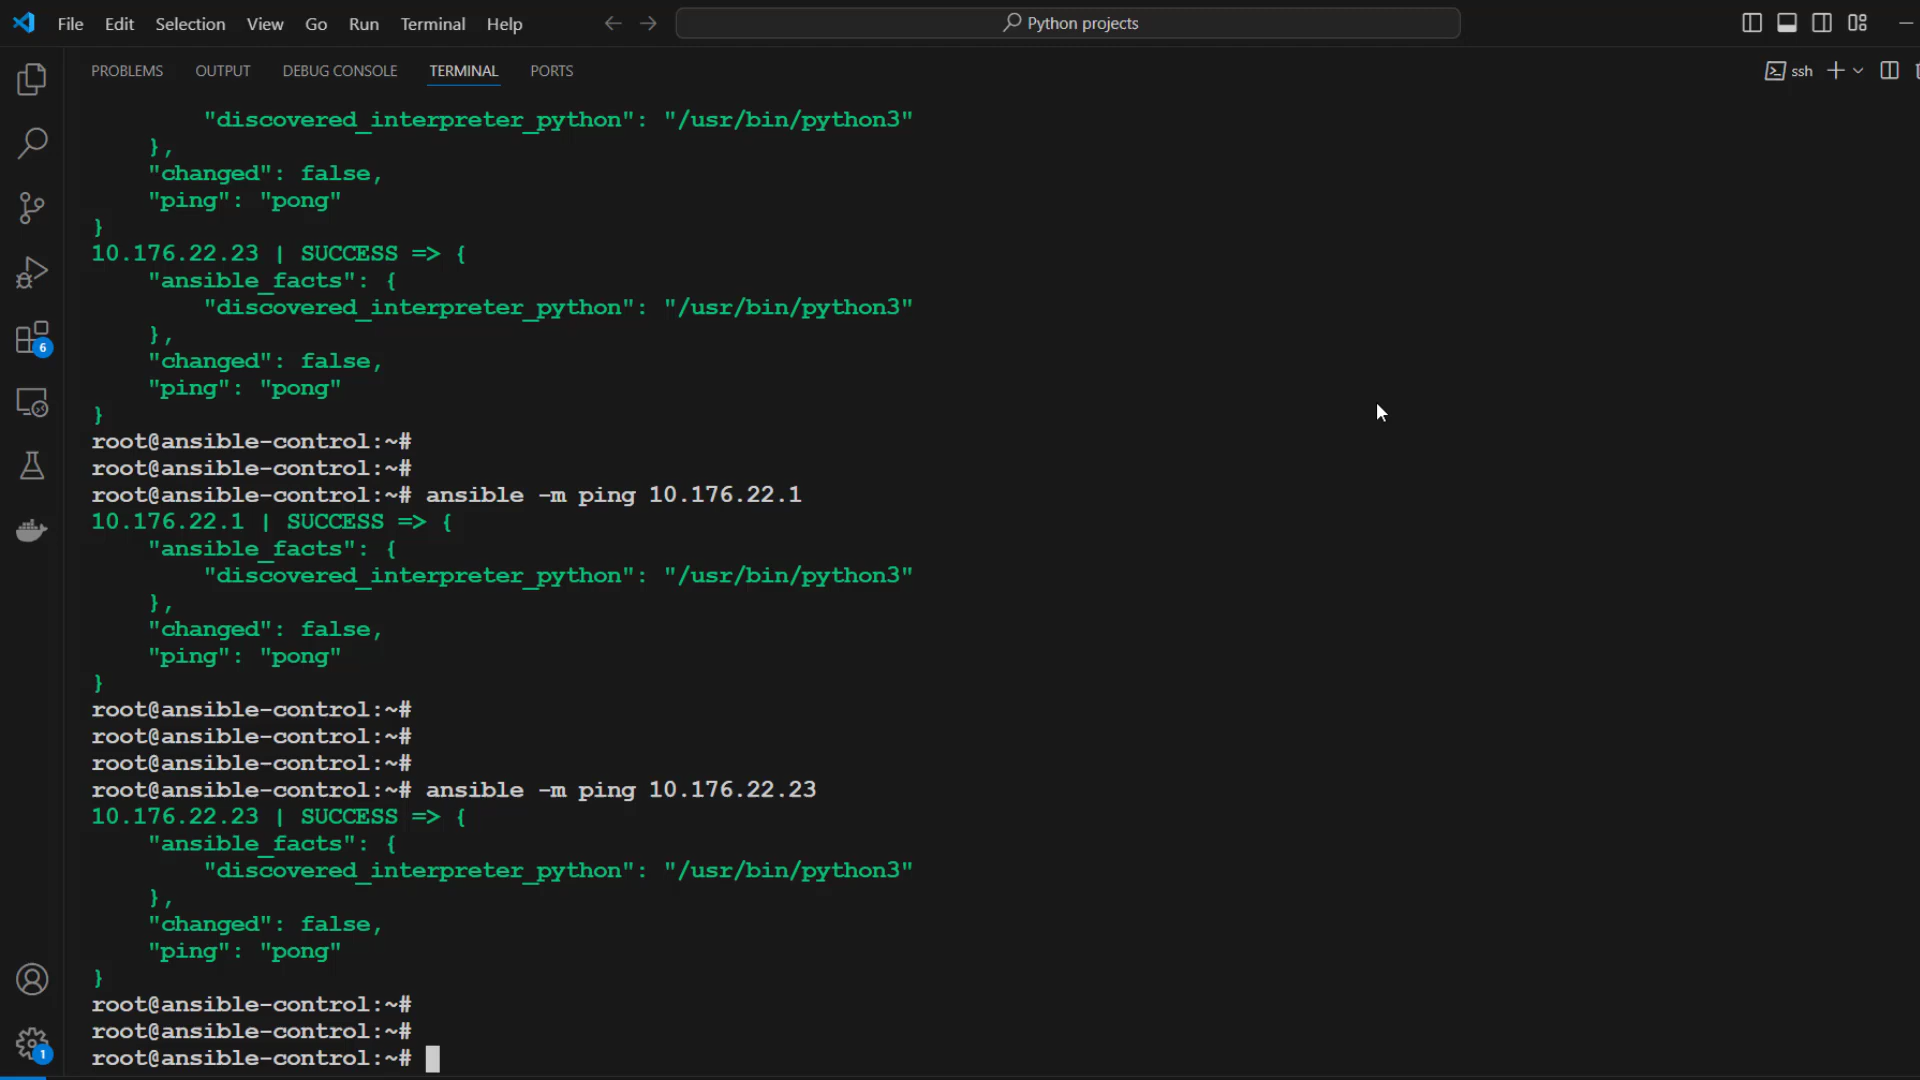 File Edit Selection View Go Run Terminal Help Python projects
PROBLEMS OUTPUT DEBUG CONSOLE TERMINAL PORTS ssh
"discovered_interpreter_python": "/usr/bin/python3"
},
"changed": false,
"ping": "pong"
}
10.176.22.23 | SUCCESS => {
"ansible_facts": {
"discovered_interpreter_python": "/usr/bin/python3"
},
"changed": false,
"ping": "pong"
}
root@ansible-control:~#
root@ansible-control:~#
root@ansible-control:~# ansible -m ping 10.176.22.1
10.176.22.1 | SUCCESS => {
"ansible_facts": {
"discovered_interpreter_python": "/usr/bin/python3"
},
"changed": false,
"ping": "pong"
}
root@ansible-control:~#
root@ansible-control:~#
root@ansible-control:~#
root@ansible-control:~# ansible -m ping 10.176.22.23
10.176.22.23 | SUCCESS => {
"ansible_facts": {
"discovered_interpreter_python": "/usr/bin/python3"
},
"changed": false,
"ping": "pong"
}
root@ansible-control:~#
root@ansible-control:~#
root@ansible-control:~#
6
1